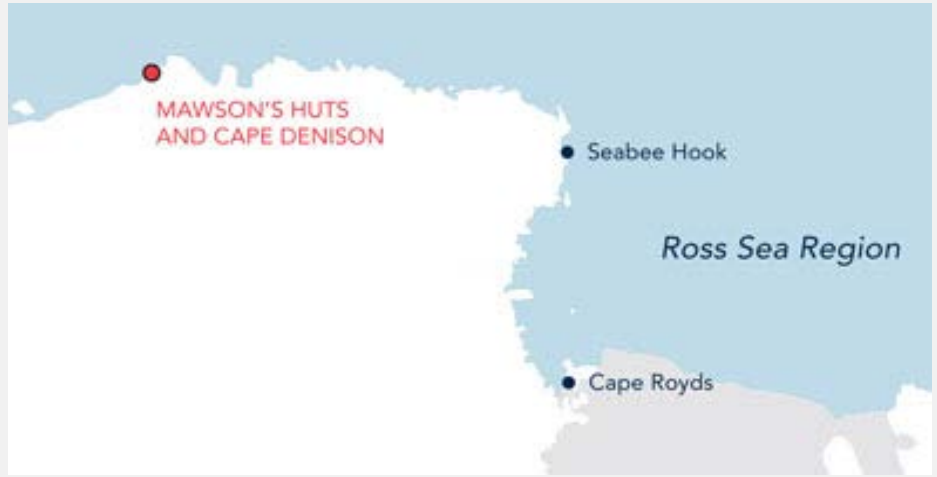 MAWSON'S HUTS
AND CAPE DENISON
Seabee Hook
Ross Sea Region
Cape Royds